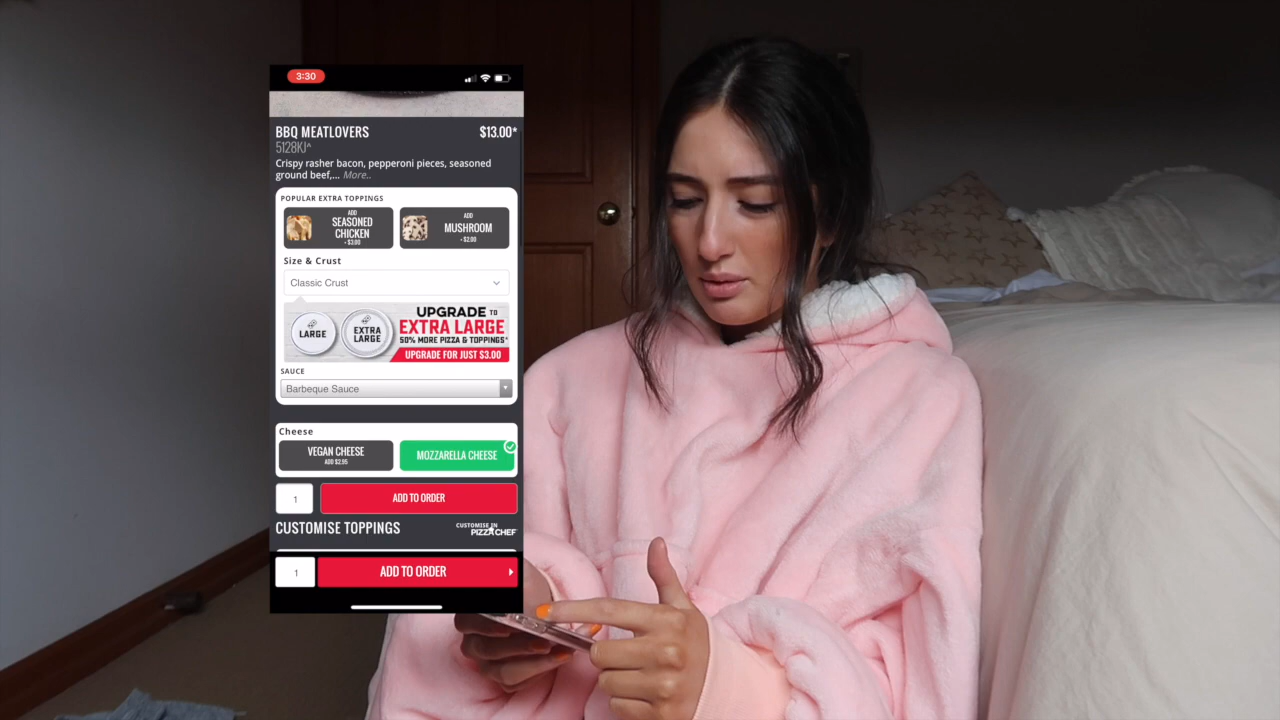 3:30
BBQ MEATLOVERS $13.00*
5128KJ^
Crispy rasher bacon, pepperoni pieces, seasoned
ground beef,... More..
POPULAR EXTRA TOPPINGS
ADD
SEASONED
CHICKEN
+ $3.00
ADD
MUSHROOM
+ $2.00
Size & Crust
Classic Crust
LARGE
EXTRA
LARGE
UPGRADE TO
EXTRA LARGE
50% MORE PIZZA & TOPPINGS*
UPGRADE FOR JUST $3.00
SAUCE
Barbeque Sauce
Cheese
VEGAN CHEESE
ADD $2.95
MOZZARELLA CHEESE
1 ADD TO ORDER
CUSTOMISE TOPPINGS
CUSTOMISE IN
PIZZA CHEF
1 ADD TO ORDER